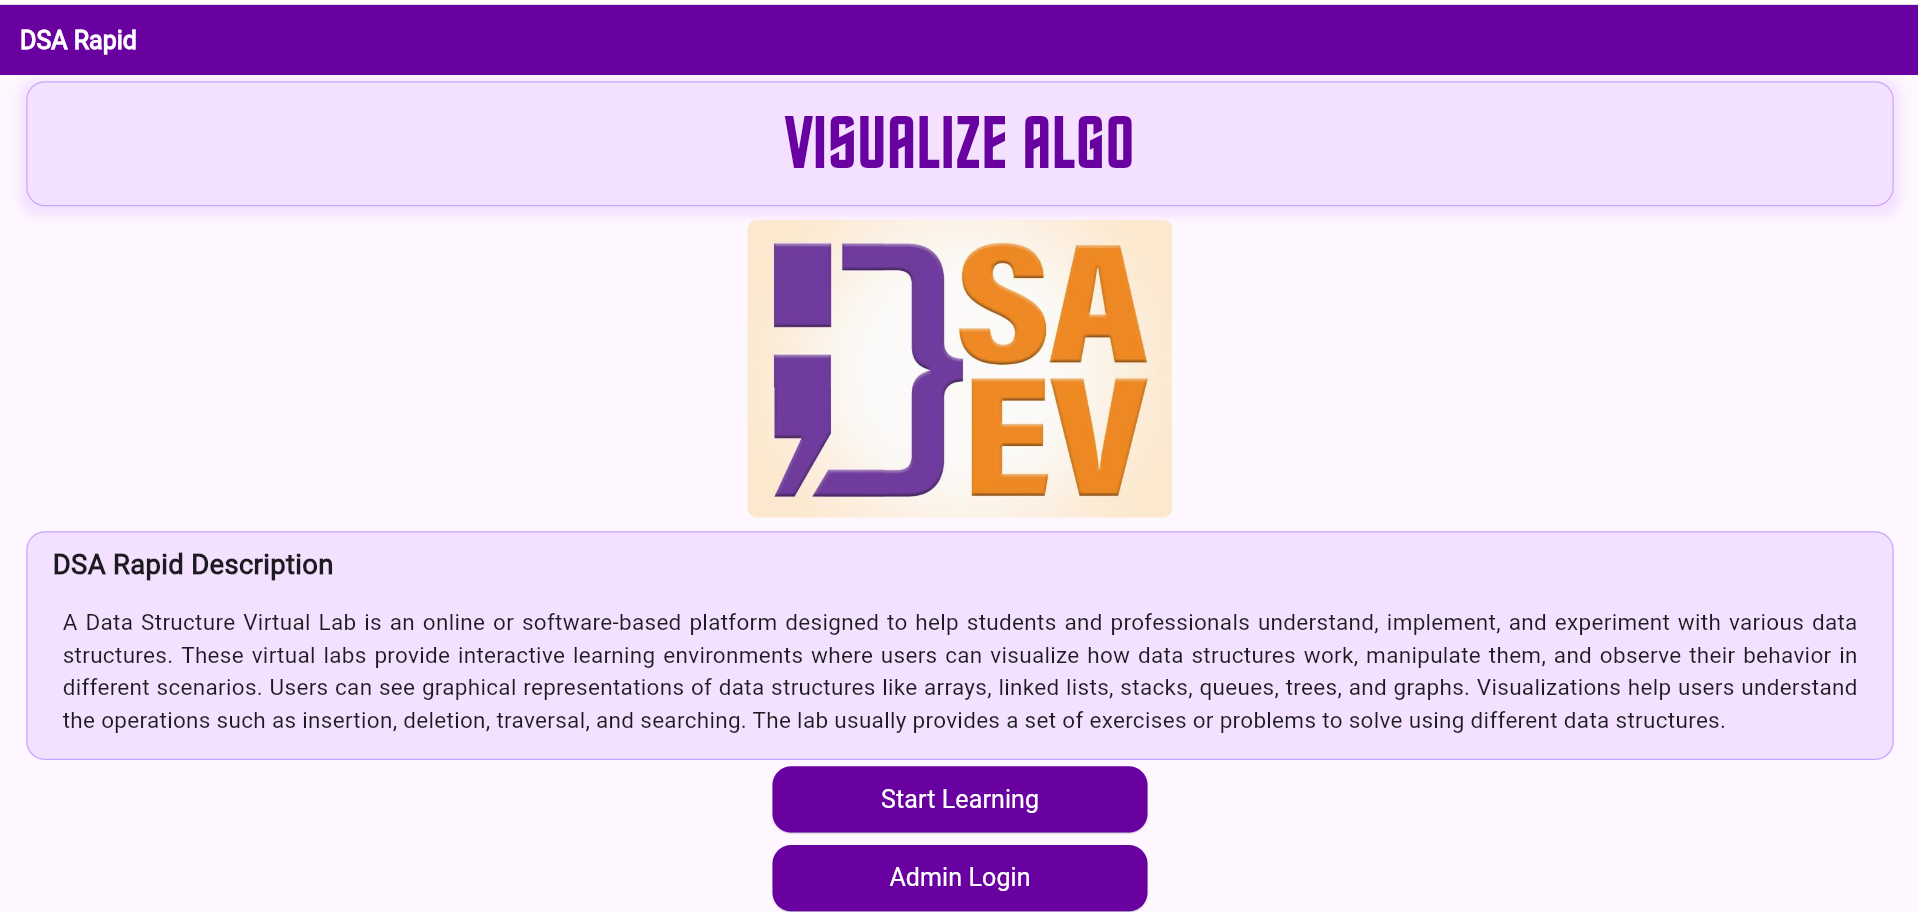 DSA Rapid
VISUALIZE ALGO
DSA
EV
DSA Rapid Description
A Data Structure Virtual Lab is an online or software-based platform designed to help students and professionals understand, implement, and experiment with various data
structures. These virtual labs provide interactive learning environments where users can visualize how data structures work, manipulate them, and observe their behavior in
different scenarios. Users can see graphical representations of data structures like arrays, linked lists, stacks, queues, trees, and graphs. Visualizations help users understand
the operations such as insertion, deletion, traversal, and searching. The lab usually provides a set of exercises or problems to solve using different data structures.
Start Learning
Admin Login